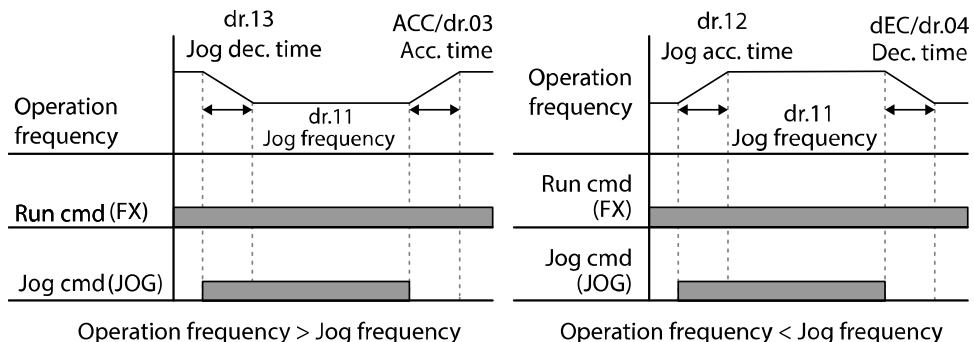 dr.13
Jog dec. time
ACC/dr.03
Acc. time
Operation
frequency
dr.11
Jog frequency
Run cmd (FX)
Jog cmd (JOG)
Operation frequency > Jog frequency
dr.12
Jog acc. time
dEC/dr.04
Dec. time
Operation
frequency
dr.11
Jog frequency
Run cmd
(FX)
Jog cmd
(JOG)
Operation frequency < Jog frequency